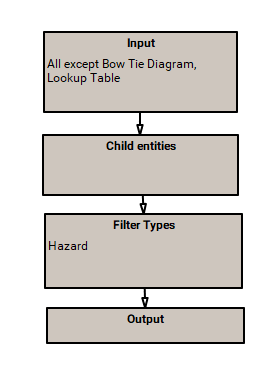 Input
All except Bow Tie Diagram,
Lookup Table
Child entities
Filter Types
Hazard
Output